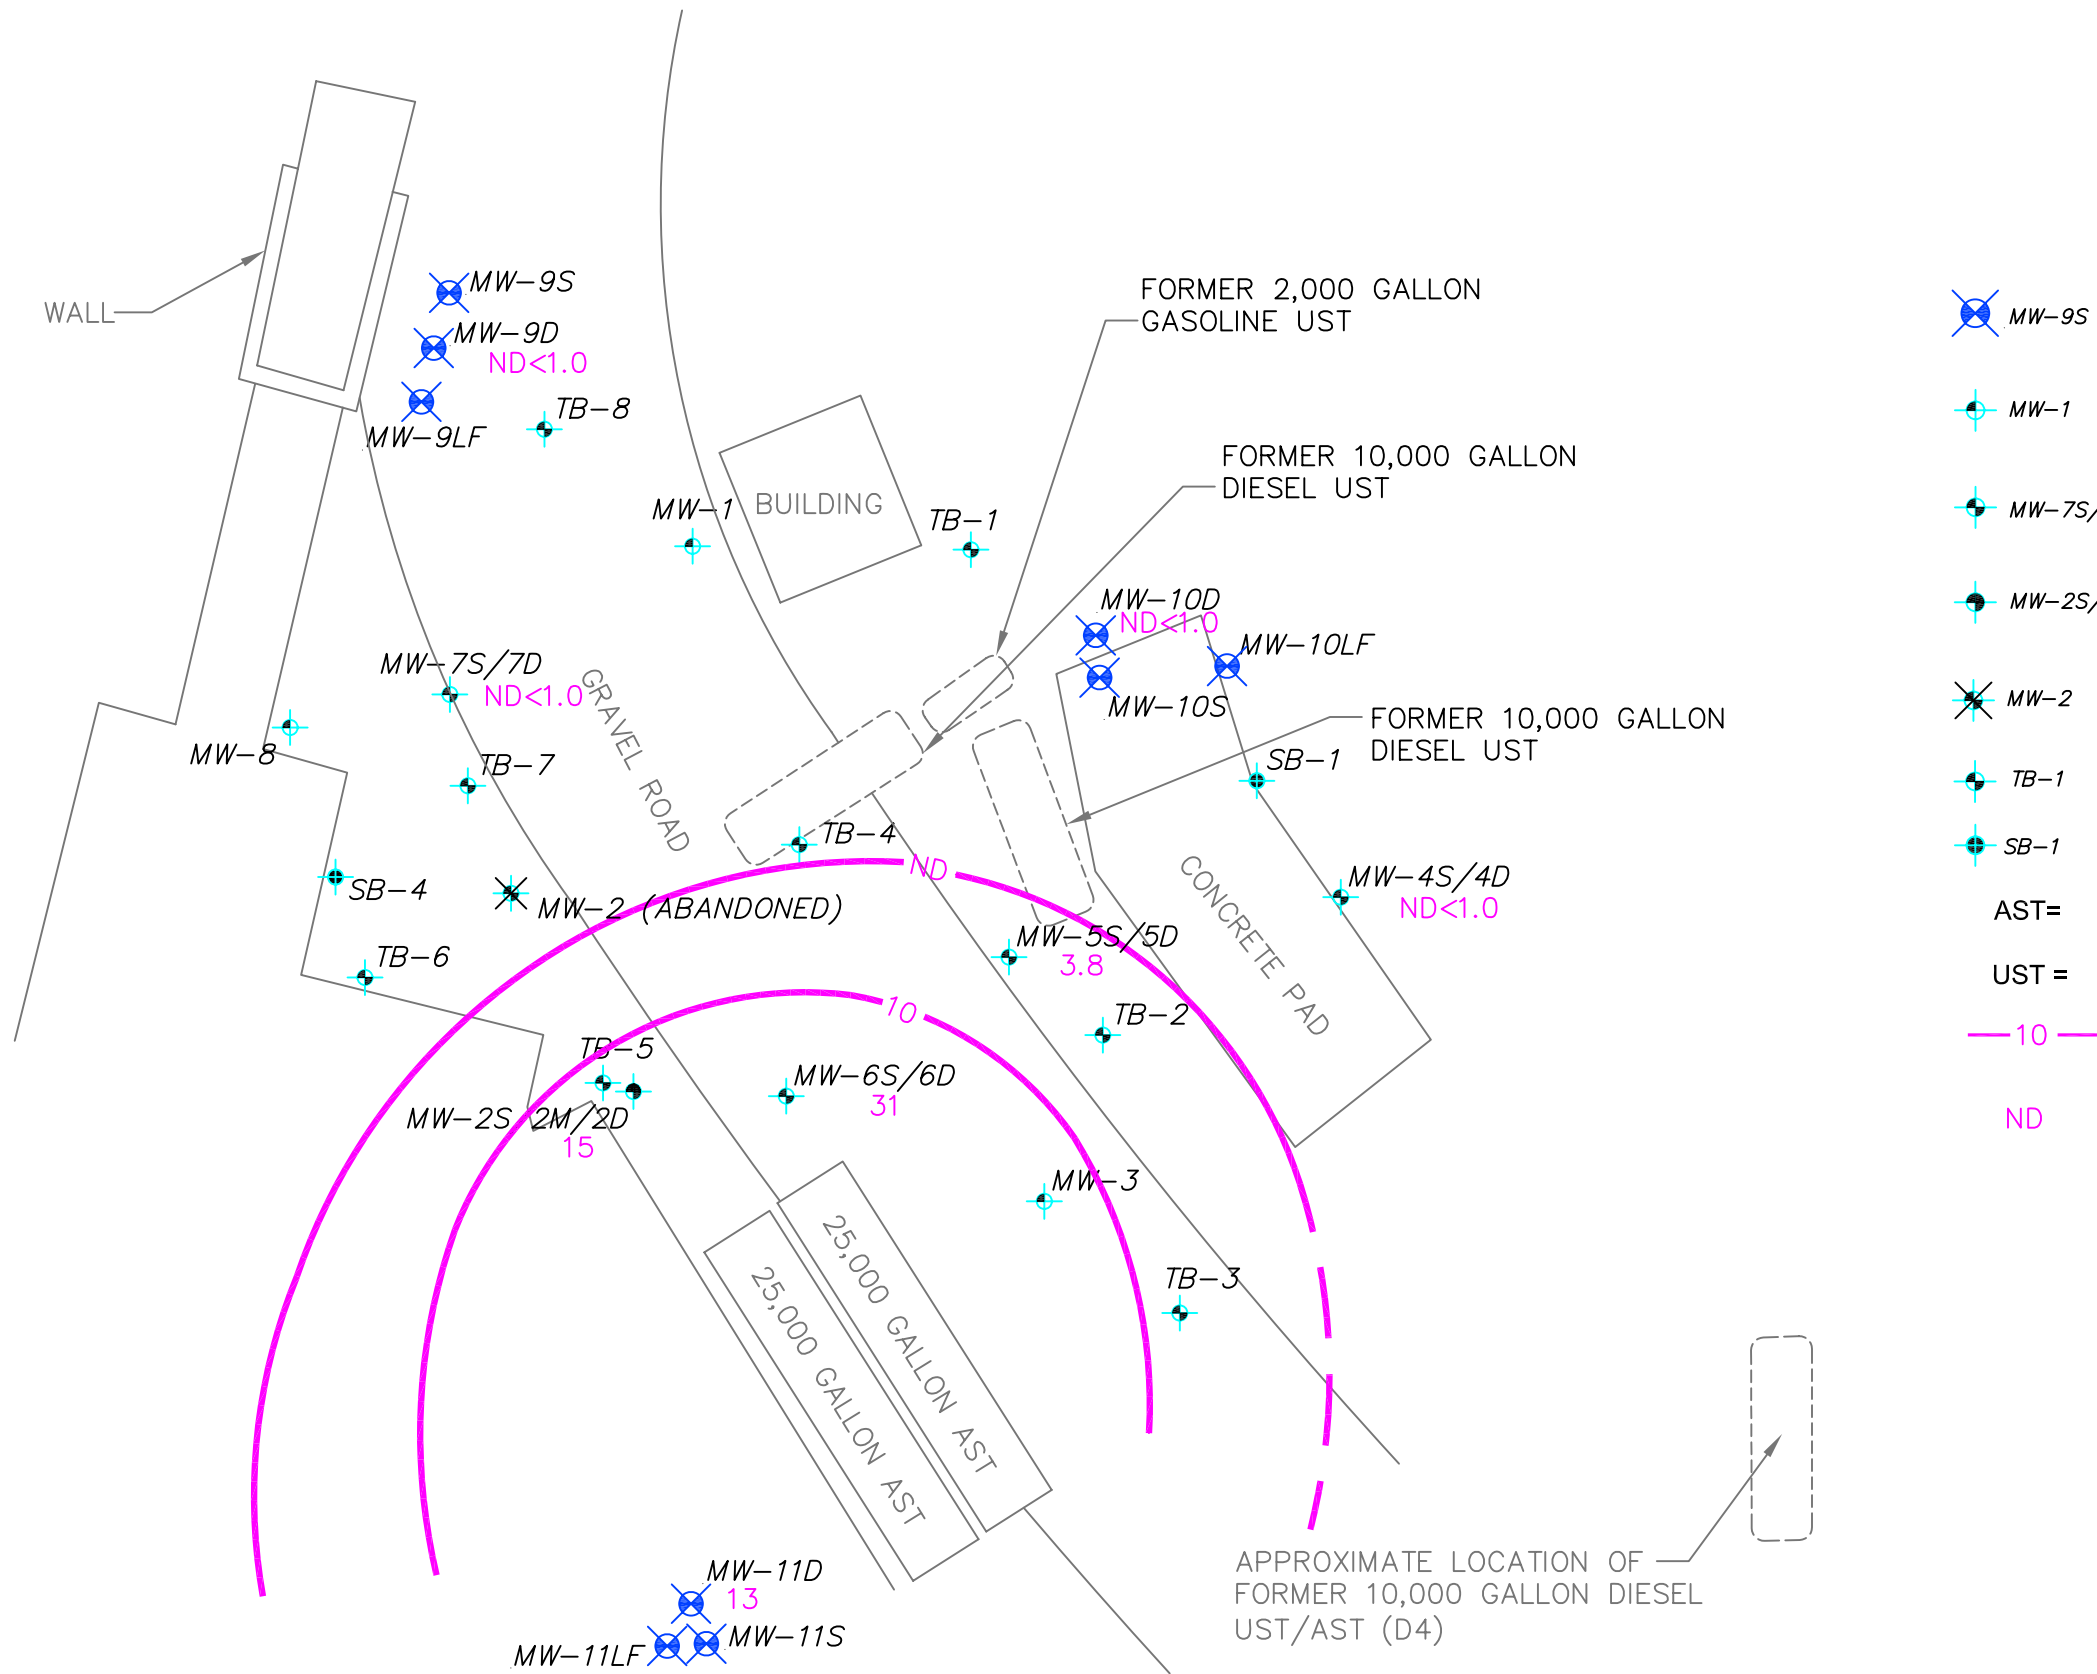 MW-9S
WALL
MW-9D
ND<1.0
MW-9LF
TB-8
FORMER 2,000 GALLON
GASOLINE UST
FORMER 10,000 GALLON
DIESEL UST
MW-1
BUILDING
TB-1
MW-10D
ND<1.0
MW-10LF
MW-10S
MW-7S/7D
ND<1.0
GRAVEL ROAD
FORMER 10,000 GALLON
DIESEL UST
MW-8
TB-7
SB-1
TB-4
ND
SB-4
MW-2 (ABANDONED)
CONCRETE PAD
MW-4S/4D
ND<1.0
MW-5S/5D
3.8
TB-6
10
TB-2
TB-5
MW-6S/6D
31
MW-2S 2M/2D
15
MW-3
25,000 GALLON AST
25,000 GALLON AST
TB-3
MW-11D
13
MW-11S
MW-11LF
APPROXIMATE LOCATION OF
FORMER 10,000 GALLON DIESEL
UST/AST (D4)
MW-9S
MW-1
MW-7S/
MW-2S/
MW-2
TB-1
SB-1
AST=
UST =
10
ND